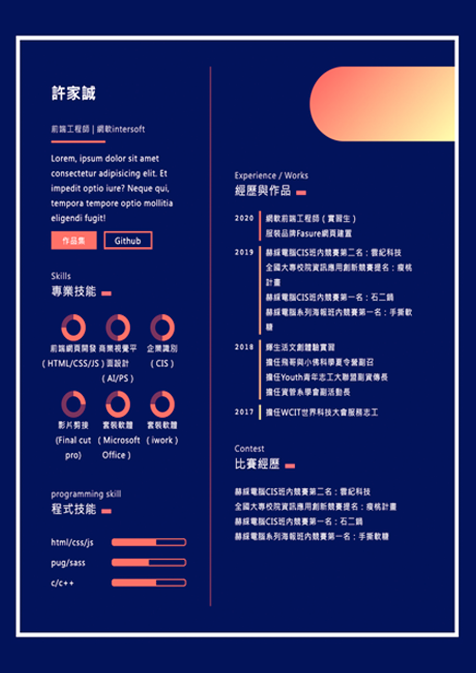 許家誠
前端工程師 | 網軟intersoft
Lorem, ipsum dolor sit amet
consectetur adipisicing elit. Et
impedit optio iure? Neque qui,
tempora tempore optio mollitia
eligendi fugit!
作品集
Github
Skills
專業技能
前端網頁開發
(HTML/CSS/JS)
商業視覺平
面設計
(AI/PS)
企業識別
(CIS)
影片剪接
(Final cut
pro)
套裝軟體
(Microsoft
Office)
套裝軟體
(iwork)
programming skill
程式技能
html/css/js
pug/sass
c/c++
Experience / Works
經歷與作品
2020 網軟前端工程師(實習生)
服裝品牌Fasure網頁建置
2019 赫綵電腦CIS班內競賽第二名:雲紀科技
全國大專校院資訊應用創新競賽提名:瘦桃
計畫
赫綵電腦CIS班內競賽第一名:石二鍋
赫綵電腦系列海報班內競賽第一名:手撕軟
糖
2018 輝生活文創體驗實習
擔任飛哥與小佛科學夏令營副召
擔任Youth青年志工大聯盟副資傳長
擔任資管系學會副活動長
2017 擔任WCIT世界科技大會服務志工
Contest
比賽經歷
赫綵電腦CIS班內競賽第二名:雲紀科技
全國大專校院資訊應用創新競賽提名:瘦桃計畫
赫綵電腦CIS班內競賽第一名:石二鍋
赫綵電腦系列海報班內競賽第一名:手撕軟糖